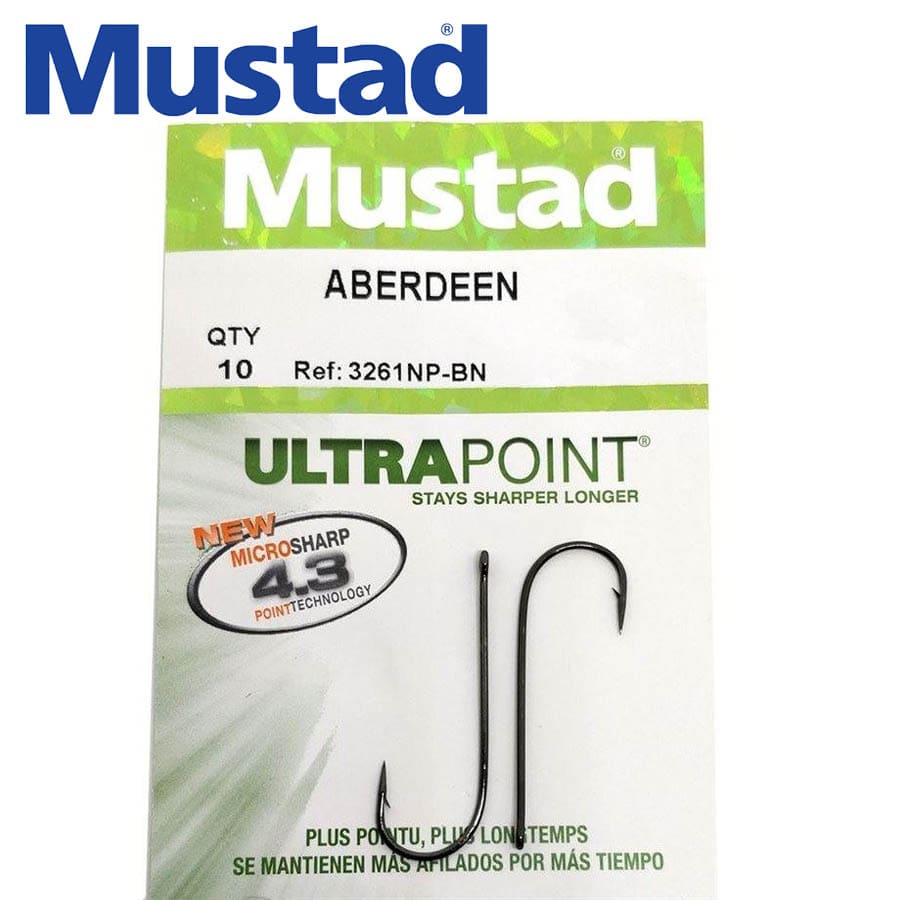 Mustad®
Mustad®
ABERDEEN
QTY
10 Ref: 3261NP-BN
ULTRAPOINT®
STAYS SHARPER LONGER
NEW
MICROSHARP
4.3
POINTTECHNOLOGY
PLUS POINTU, PLUS LONGTEMPS
SE MANTIENEN MÁS AFILADOS POR MÁS TIEMPO